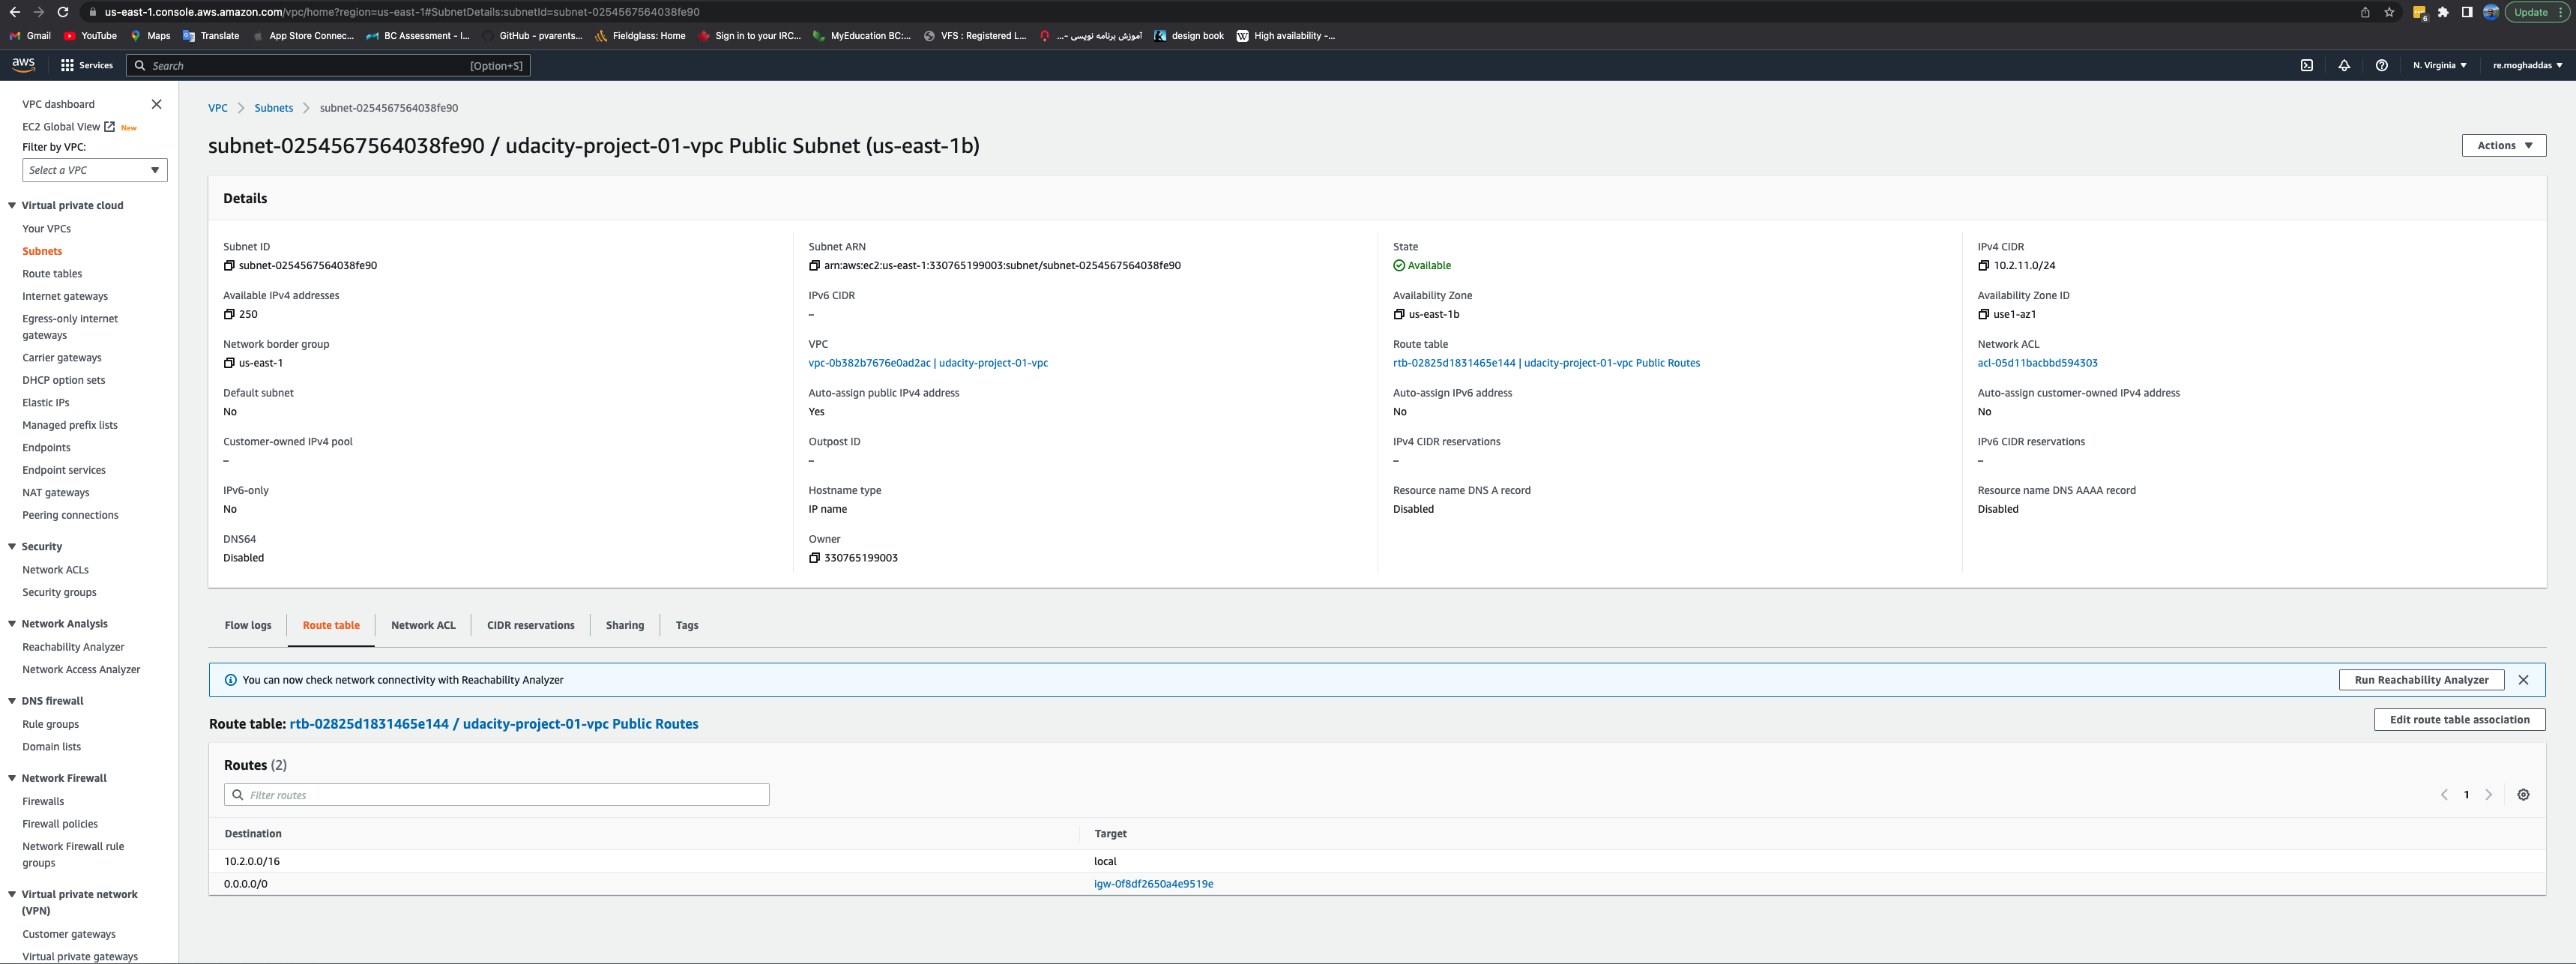 us-east-1.console.aws.amazon.com/vpc/home?region=us-east-1#SubnetDetails:subnetId=subnet-0254567564038fe90
6
Update
Gmail
YouTube
Maps
Translate
App Store Connec...
BC Assessment - I...
GitHub - pvarents...
Fieldglass: Home
Sign in to your IRC...
MyEducation BC:...
VFS : Registered L...
آموزش برنامه نویسی -...
design book
High availability -...
aws
Services
Search
[Option+S]
N. Virginia
re.moghaddas
VPC dashboard
EC2 Global View
New
Filter by VPC:
Select a VPC
Virtual private cloud
Your VPCs
Subnets
Route tables
Internet gateways
Egress-only internet
gateways
Carrier gateways
DHCP option sets
Elastic IPs
Managed prefix lists
Endpoints
Endpoint services
NAT gateways
Peering connections
Security
Network ACLs
Security groups
Network Analysis
Reachability Analyzer
Network Access Analyzer
DNS firewall
Rule groups
Domain lists
Network Firewall
Firewalls
Firewall policies
Network Firewall rule
groups
Virtual private network
(VPN)
Customer gateways
Virtual private gateways
VPC
Subnets
subnet-0254567564038fe90
subnet-0254567564038fe90 / udacity-project-01-vpc Public Subnet (us-east-1b)
Actions
Details
Subnet ID
subnet-0254567564038fe90
Subnet ARN
arn:aws:ec2:us-east-1:330765199003:subnet/subnet-0254567564038fe90
State
Available
IPv4 CIDR
10.2.11.0/24
Available IPv4 addresses
250
IPv6 CIDR
–
Availability Zone
us-east-1b
Availability Zone ID
use1-az1
Network border group
us-east-1
VPC
vpc-0b382b7676e0ad2ac | udacity-project-01-vpc
Route table
rtb-02825d1831465e144 | udacity-project-01-vpc Public Routes
Network ACL
acl-05d11bacbbd594303
Default subnet
No
Auto-assign public IPv4 address
Yes
Auto-assign IPv6 address
No
Auto-assign customer-owned IPv4 address
No
Customer-owned IPv4 pool
–
Outpost ID
–
IPv4 CIDR reservations
–
IPv6 CIDR reservations
–
IPv6-only
No
Hostname type
IP name
Resource name DNS A record
Disabled
Resource name DNS AAAA record
Disabled
DNS64
Disabled
Owner
330765199003
Flow logs
Route table
Network ACL
CIDR reservations
Sharing
Tags
You can now check network connectivity with Reachability Analyzer
Run Reachability Analyzer
Route table: rtb-02825d1831465e144 / udacity-project-01-vpc Public Routes
Edit route table association
Routes (2)
Filter routes
1
Destination
Target
10.2.0.0/16
local
0.0.0.0/0
igw-0f8df2650a4e9519e